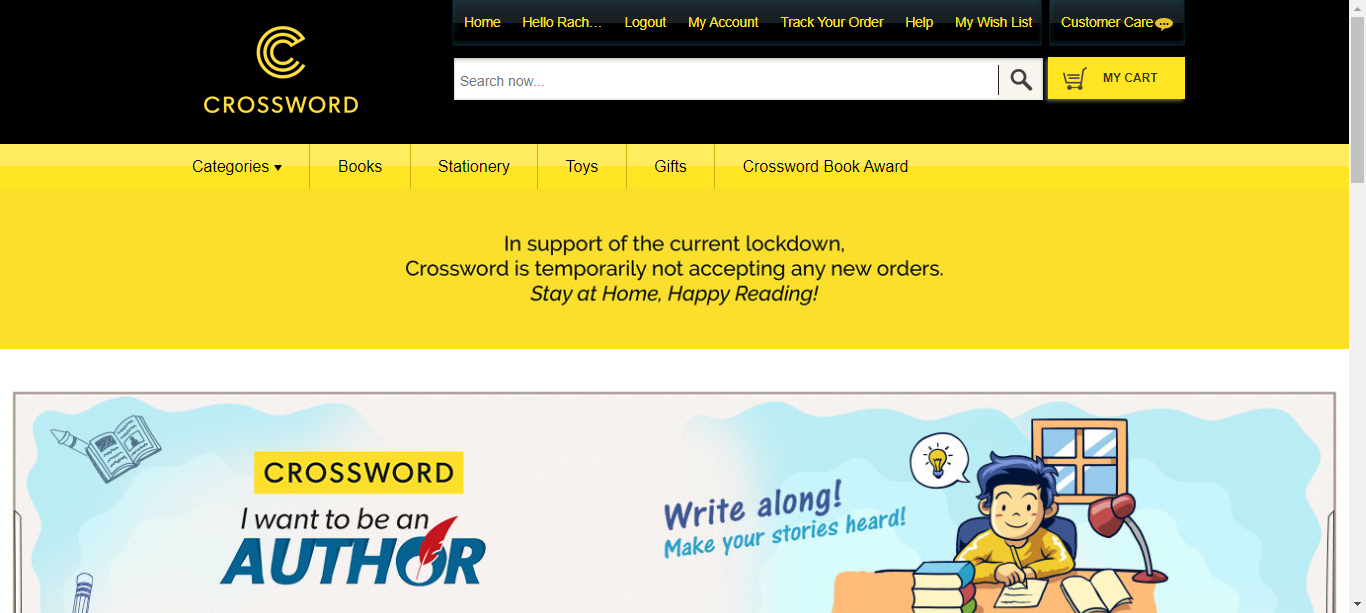 Home
Hello Rach...
Logout
My Account
Track Your Order
Help
My Wish List
Customer Care
CROSSWORD
Search now...
MY CART
Categories
Books
Stationery
Toys
Gifts
Crossword Book Award
In support of the current lockdown,
Crossword is temporarily not accepting any new orders.
Stay at Home, Happy Reading!
CROSSWORD
I want to be an
AUTHOR
Write along!
Make your stories heard!